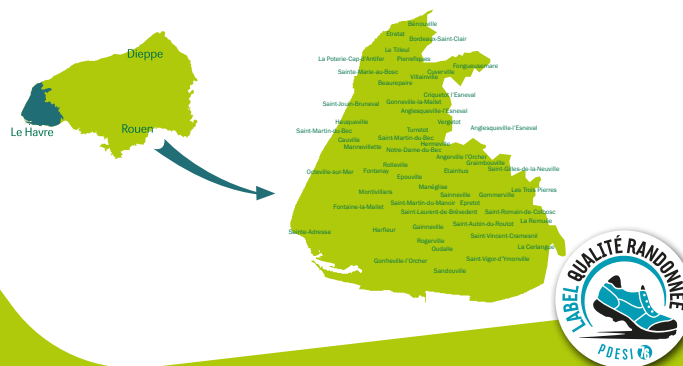 Dieppe
Le Havre
Rouen
Bénouville
Étretat
Bordeaux-Saint-Clair
Le Tilleul
La Poterie-Cap-d'Antifer
Pierrefiques
Fongueusemare
Sainte-Marie-au-Bosc
Cuverville
Villainville
Beaurepaire
Criquetot l'Esneval
Saint-Jouin-Bruneval
Gonneville-la-Mallet
Anglesqueville-l'Esneval
Heuqueville
Vergetot
Saint-Martin-du-Bec
Turretot
Anglesqueville-l'Esneval
Cauville
Saint-Martin-du-Bec
Hermeville
Mannevillette
Notre-Dame-du-Bec
Angerville l'Orcher
Graimbouville
Rolleville
Octeville-sur-Mer
Fontenay
Etainhus
Saint-Gilles-de-la-Neuville
Epouville
Manéglise
Montivilliers
Sainneville
Gommerville
Les Trois Pierres
Fontaine-la-Mallet
Saint-Martin-du-Manoir
Epretot
Saint-Laurent-de-Brèvedent
Saint-Romain-de-Colbosc
La Remuée
Sainte-Adresse
Harfleur
Gainneville
Saint-Aubin-du-Routot
Rogerville
Saint-Vincent-Cramesnil
Oudalle
La Cerlangue
Gonfreville-l'Orcher
Saint-Vigor-d'Ymonville
Sandouville
LABEL QUALITÉ RANDONNÉE
PDESI 76